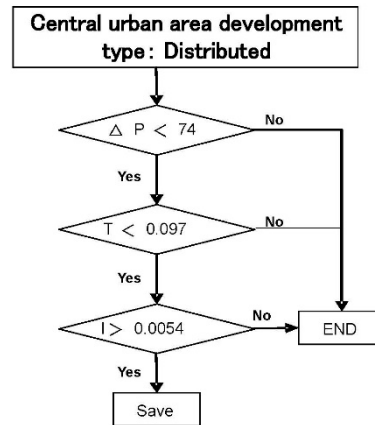 Central urban area development
type: Distributed
△ P < 74
No
Yes
T < 0.097
No
Yes
I > 0.0054
No
END
Yes
Save